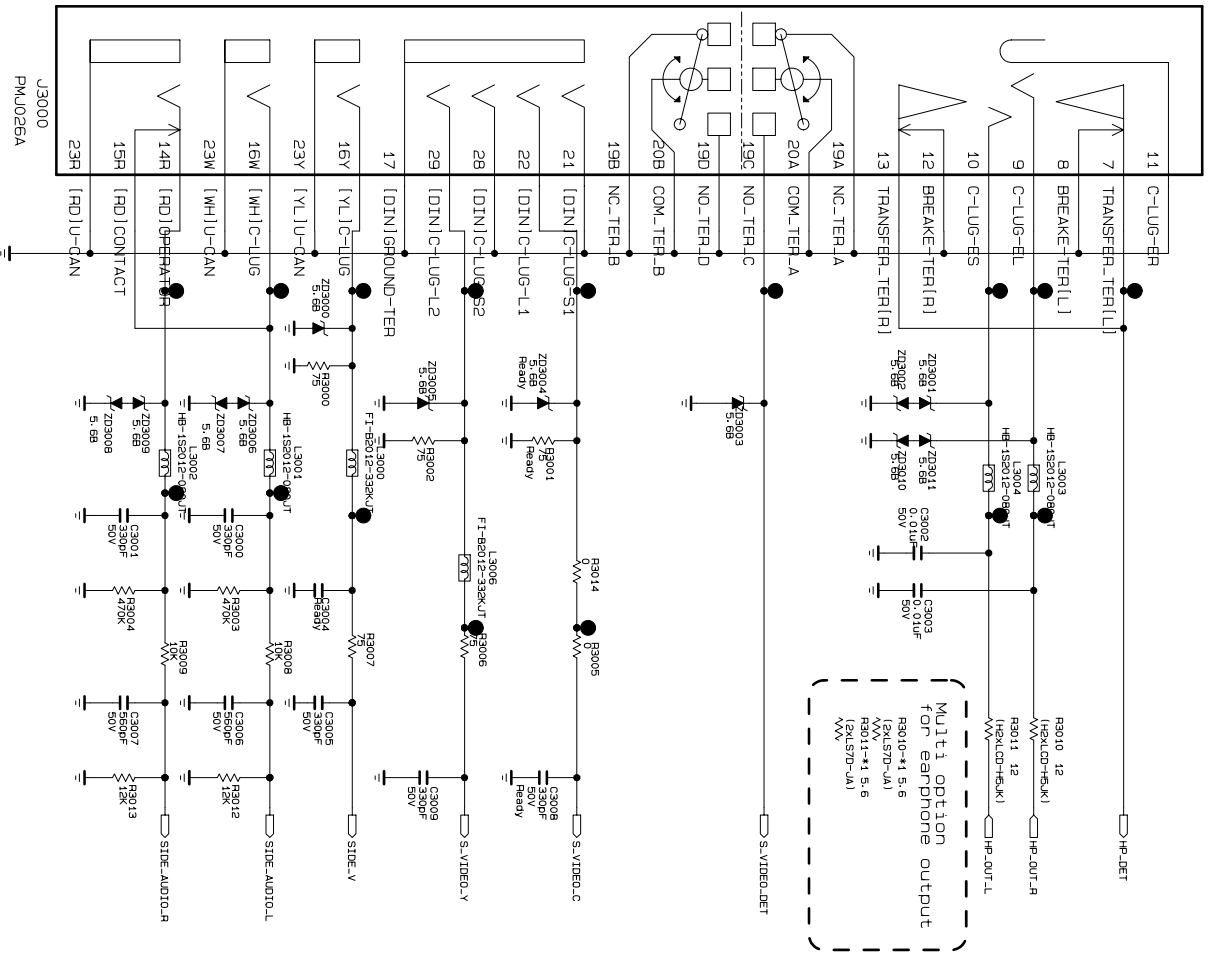 J3000
PMJ026A
11 C-LUG-ER
7 TRANSFER_TER[L]
8 BREAKE-TER[L]
9 C-LUG-EL
10 C-LUG-ES
12 BREAKE-TER[R]
13 TRANSFER_TER[R]
19A NC_TER_A
20A COM_TER_A
19C NO_TER_C
19D NO_TER_D
20B COM_TER_B
19B NC_TER_B
21 [DIN]C-LUG-S1
22 [DIN]C-LUG-L1
28 [DIN]C-LUG-S2
29 [DIN]C-LUG-L2
17 [DIN]GROUND-TER
16Y [YL]C-LUG
23Y [YL]U-CAN
16W [WH]C-LUG
23W [WH]U-CAN
14R [RD]OPERATOR
15R [RD]CONTACT
23R [RD]U-CAN
ZD3001
5.6B
ZD3002
5.6B
ZD3011
5.6B
ZD3010
5.6B
L3003
HB-1S2012-080JT
L3004
HB-1S2012-080JT
C3002
0.01uF
50V
C3003
0.01uF
50V
R3010 12
(H2xLCD-H5JK)
R3011 12
(H2xLCD-H5JK)
HP_DET
HP_OUT_R
HP_OUT_L
Multi option
for earphone output
R3010-*1 5.6
(2xLS7D-JA)
R3011-*1 5.6
(2xLS7D-JA)
ZD3003
5.6B
S_VIDEO_DET
ZD3004
5.6B
Ready
R3001
75
Ready
R3014
0
R3005
0
C3008
330pF
50V
Ready
S_VIDEO_C
ZD3005
5.6B
R3002
75
L3006
FI-B2012-332KJT
R3006
75
C3009
330pF
50V
S_VIDEO_Y
ZD3000
5.6B
R3000
75
L3000
FI-B2012-332KJT
C3004
Ready
R3007
75
C3005
330pF
50V
SIDE_V
ZD3006
5.6B
ZD3007
5.6B
L3001
HB-1S2012-080JT
C3000
330pF
50V
R3003
470K
R3008
10K
C3006
560pF
50V
R3012
12K
SIDE_AUDIO_L
ZD3009
5.6B
ZD3008
5.6B
L3002
HB-1S2012-080JT
C3001
330pF
50V
R3004
470K
R3009
10K
C3007
560pF
50V
R3013
12K
SIDE_AUDIO_R